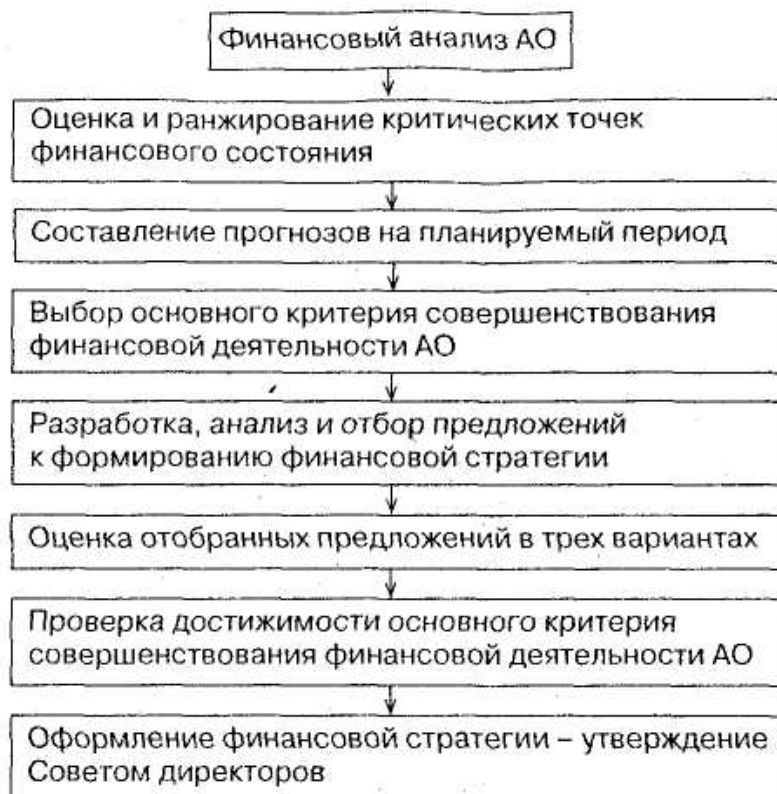 Финансовый анализ АО
Оценка и ранжирование критических точек
финансового состояния
Составление прогнозов на планируемый период
Выбор основного критерия совершенствования
финансовой деятельности АО
Разработка, анализ и отбор предложений
к формированию финансовой стратегии
Оценка отобранных предложений в трех вариантах
Проверка достижимости основного критерия
совершенствования финансовой деятельности АО
Оформление финансовой стратегии – утверждение
Советом директоров